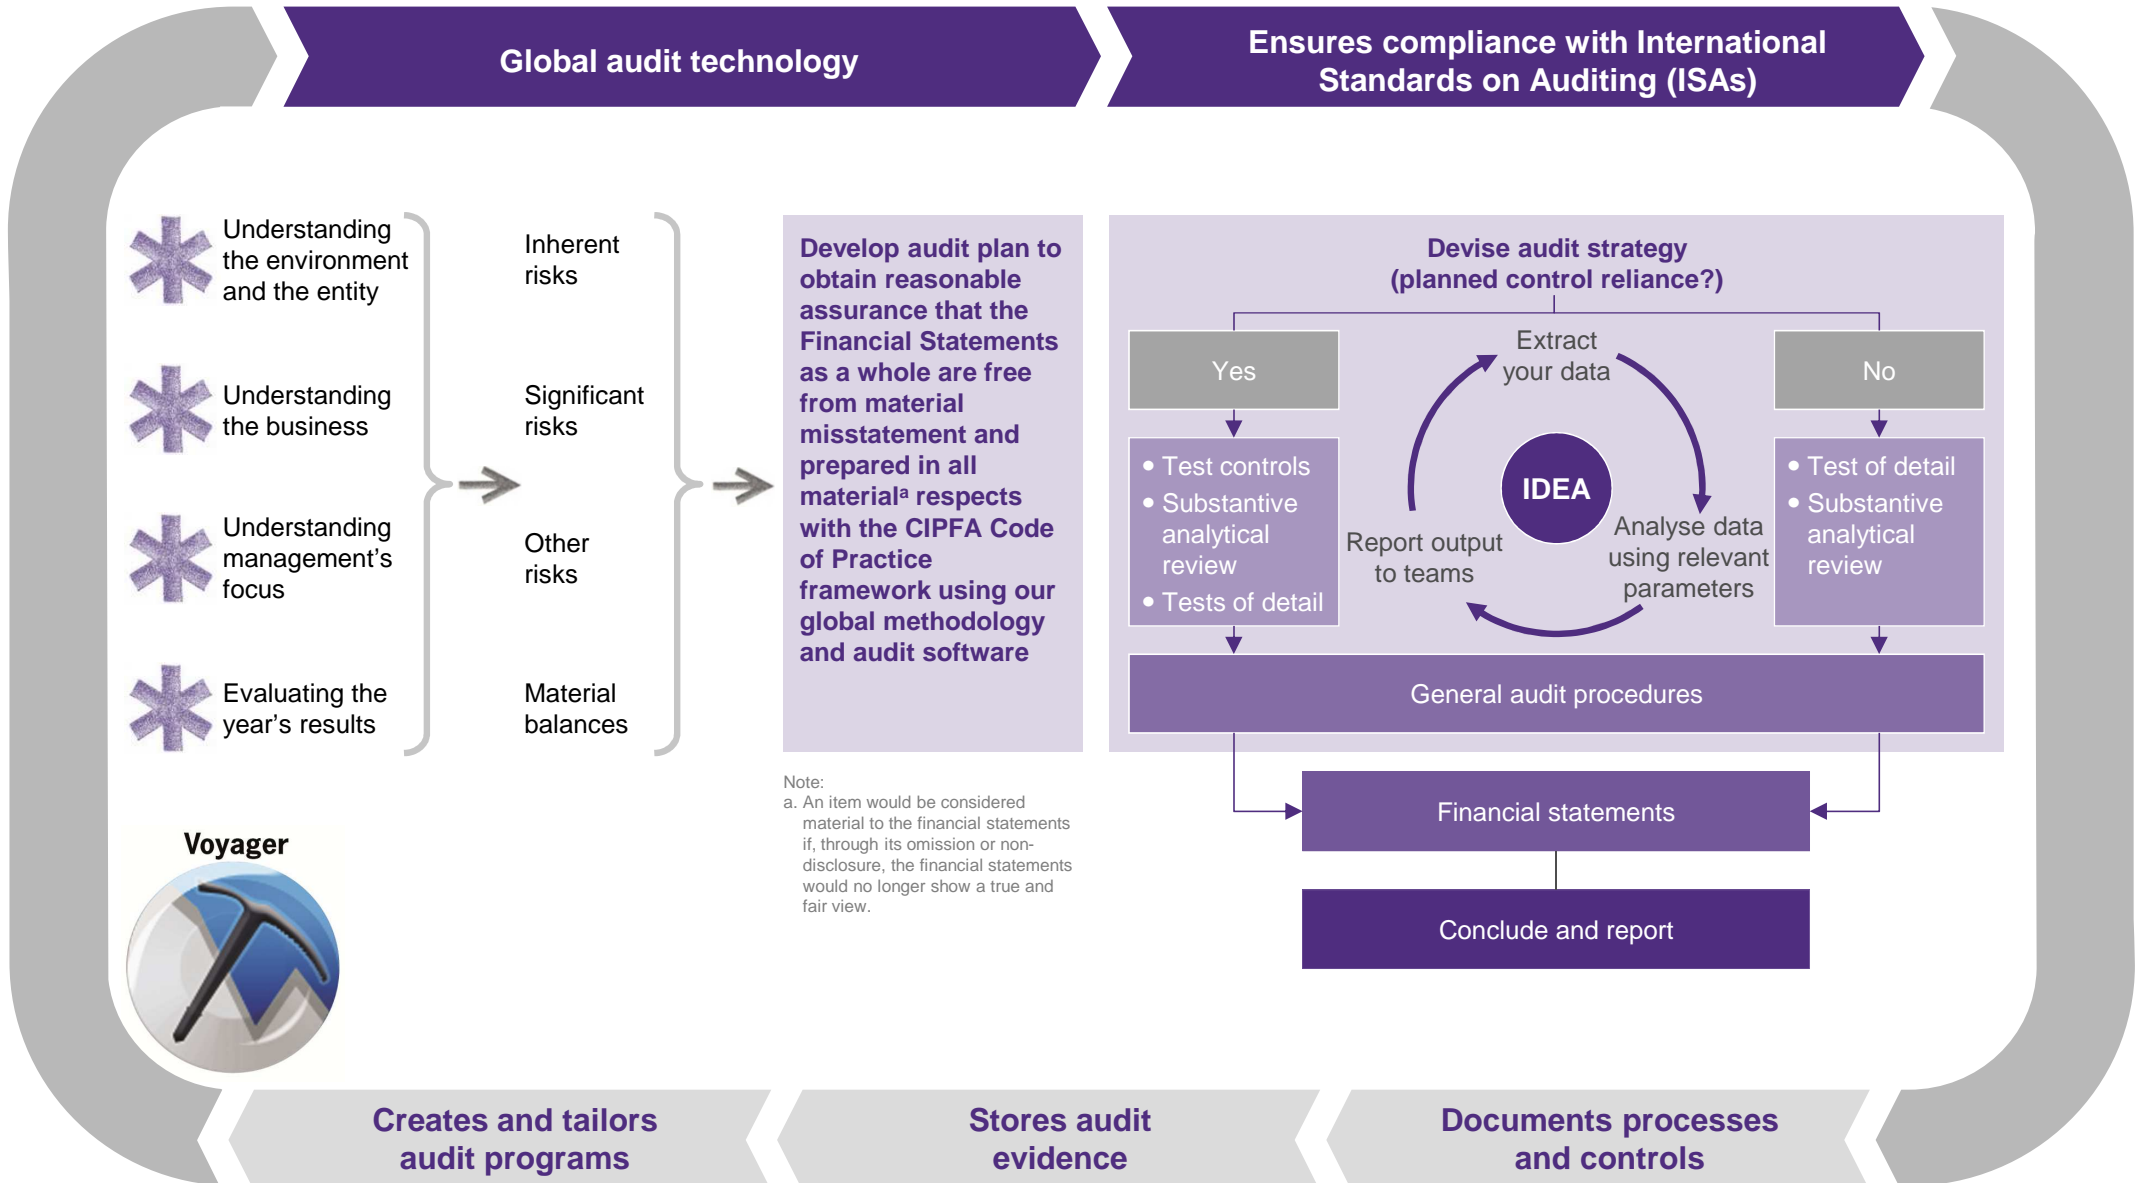 Global audit technology
Ensures compliance with International
Standards on Auditing (ISAs)
Understanding
the environment
and the entity
Understanding
the business
Understanding
management’s
focus
Evaluating the
year’s results
Inherent
risks
Significant
risks
Other
risks
Material
balances
Develop audit plan to
obtain reasonable
assurance that the
Financial Statements
as a whole are free
from material
misstatement and
prepared in all
materialª respects
with the CIPFA Code
of Practice
framework using our
global methodology
and audit software
Note:
a. An item would be considered
material to the financial statements
if, through its omission or non-
disclosure, the financial statements
would no longer show a true and
fair view.
Devise audit strategy
(planned control reliance?)
Yes
• Test controls
• Substantive
analytical
review
• Tests of detail
Extract
your data
IDEA
Analyse data
using relevant
parameters
Report output
to teams
No
• Test of detail
• Substantive
analytical
review
General audit procedures
Financial statements
Conclude and report
Voyager
Creates and tailors
audit programs
Stores audit
evidence
Documents processes
and controls